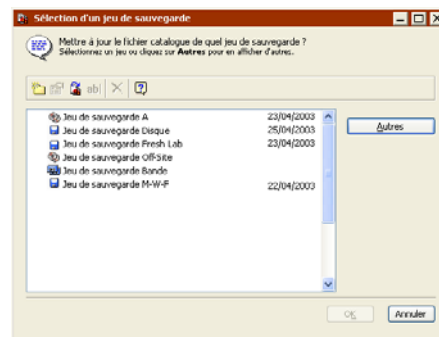 Sélection d'un jeu de sauvegarde
Mettre à jour le fichier catalogue de quel jeu de sauvegarde ?
Sélectionnez un jeu ou cliquez sur Autres pour en afficher d'autres.
ab|
Jeu de sauvegarde A 23/04/2003
Jeu de sauvegarde Disque 25/04/2003
Jeu de sauvegarde Fresh Lab 23/04/2003
Jeu de sauvegarde Off-Site
Jeu de sauvegarde Bande
Jeu de sauvegarde M-W-F 22/04/2003
Autres
OK
Annuler